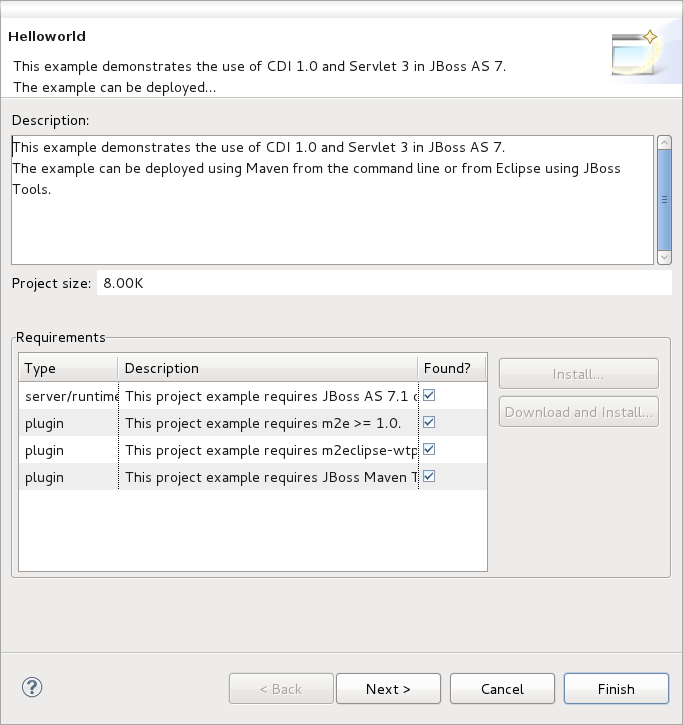 Helloworld
This example demonstrates the use of CDI 1.0 and Servlet 3 in JBoss AS 7.
The example can be deployed...
Description:
This example demonstrates the use of CDI 1.0 and Servlet 3 in JBoss AS 7.
The example can be deployed using Maven from the command line or from Eclipse using JBoss
Tools.
Project size: 8.00K
Requirements
Type Description Found?
server/runtime This project example requires JBoss AS 7.1
plugin This project example requires m2e >= 1.0.
plugin This project example requires m2eclipse-wtp
plugin This project example requires JBoss Maven T
Install...
Download and Install...
< Back Next > Cancel Finish